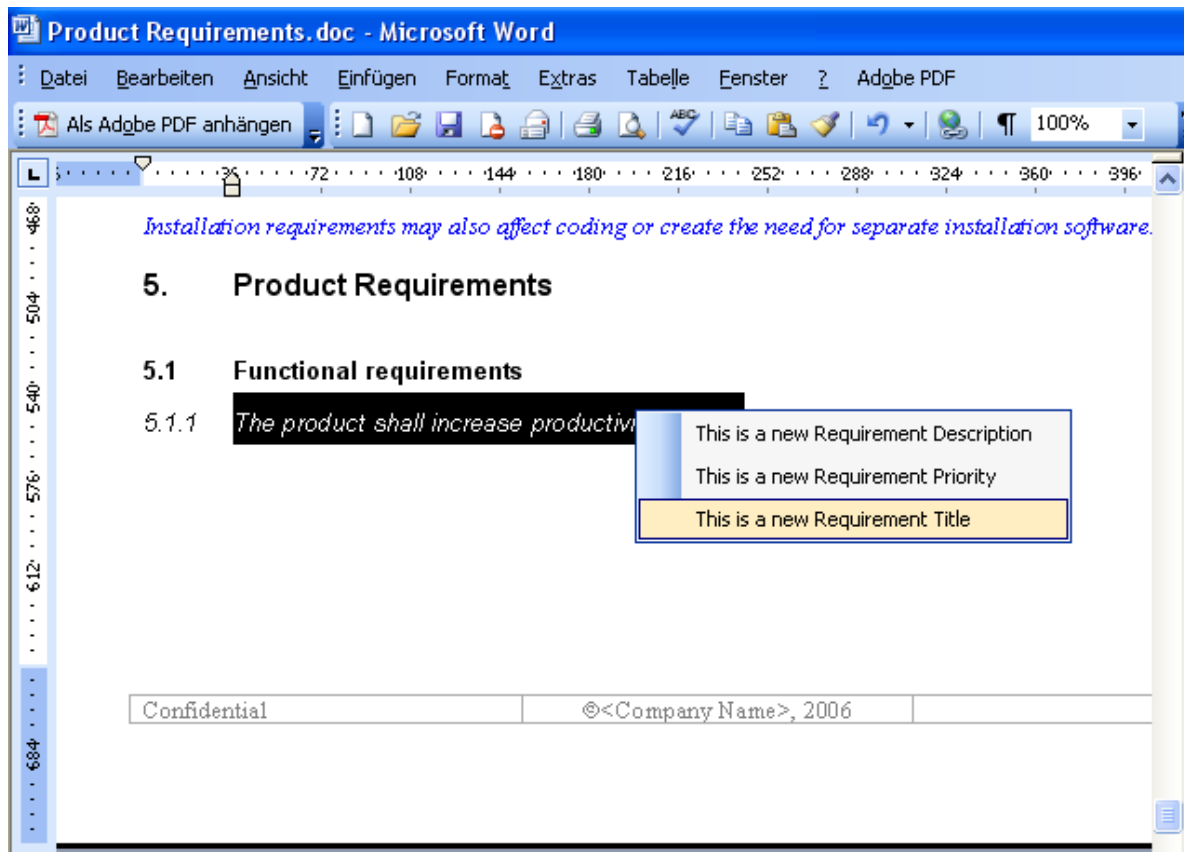 Product Requirements.doc - Microsoft Word
Datei Bearbeiten Ansicht Einfügen Format Extras Tabelle Fenster ? Adobe PDF
Als Adobe PDF anhängen ABC 100%
L 36 72 108 144 180 216 252 288 324 360 396
468
Installation requirements may also affect coding or create the need for separate installation software.
504
5. Product Requirements
540
5.1 Functional requirements
5.1.1 The product shall increase
This is a new Requirement Description
576
This is a new Requirement Priority
This is a new Requirement Title
612
Confidential ©<Company Name>, 2006
684